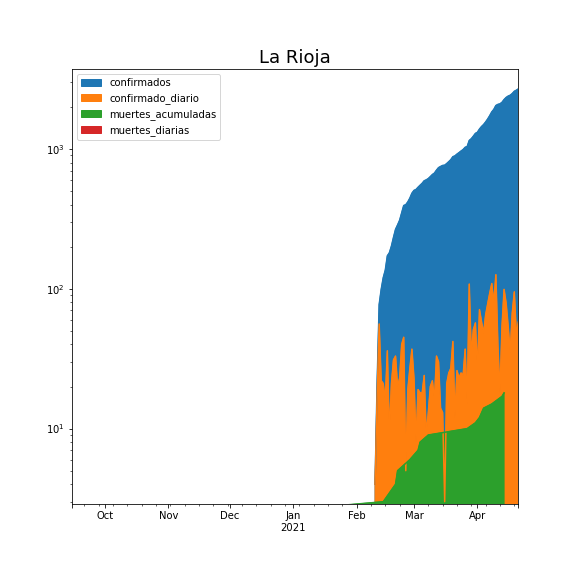 La Rioja
confirmados
confirmado_diario
muertes_acumuladas
muertes_diarias
10³
10²
10¹
Oct Nov Dec Jan Feb Mar Apr
2021